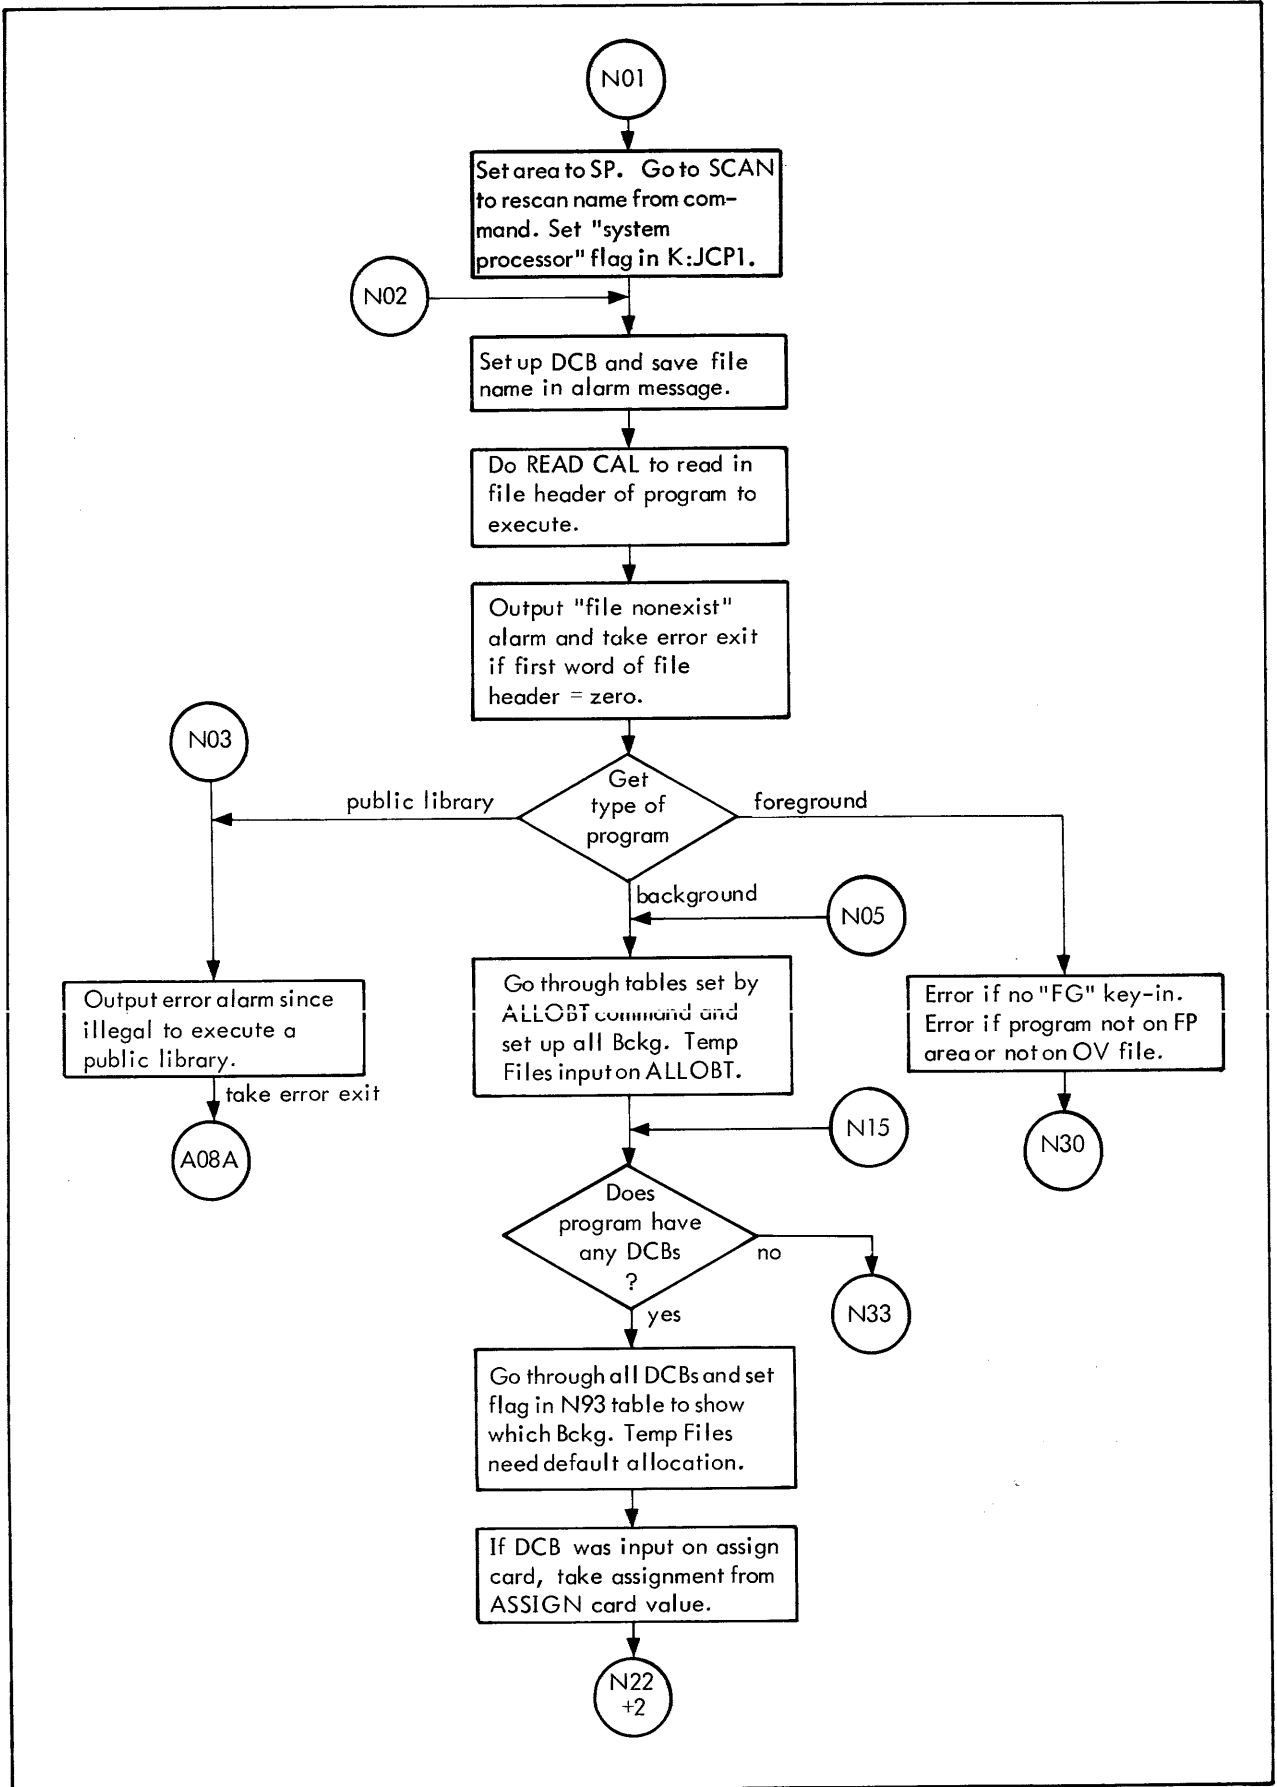 N01
Set area to SP. Go to SCAN
to rescan name from com-
mand. Set "system
processor" flag in K:JCP1.
N02
Set up DCB and save file
name in alarm message.
Do READ CAL to read in
file header of program to
execute.
Output "file nonexist"
alarm and take error exit
if first word of file
header = zero.
N03
Get
type of
program
public library
foreground
background
N05
Output error alarm since
illegal to execute a
public library.
take error exit
A08A
Go through tables set by
ALLOBT command and
set up all Bckg. Temp
Files input on ALLOBT.
Error if no "FG" key-in.
Error if program not on FP
area or not on OV file.
N30
N15
Does
program have
any DCBs
?
no
N33
yes
Go through all DCBs and set
flag in N93 table to show
which Bckg. Temp Files
need default allocation.
If DCB was input on assign
card, take assignment from
ASSIGN card value.
N22
+2